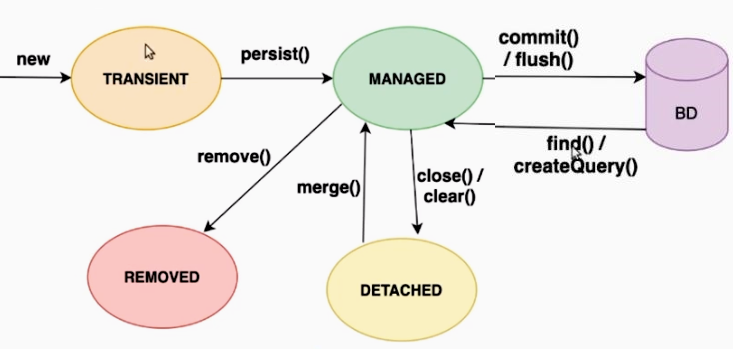 new
TRANSIENT
persist()
MANAGED
commit()
/ flush()
BD
find() /
createQuery()
remove()
merge()
close() /
clear()
REMOVED
DETACHED